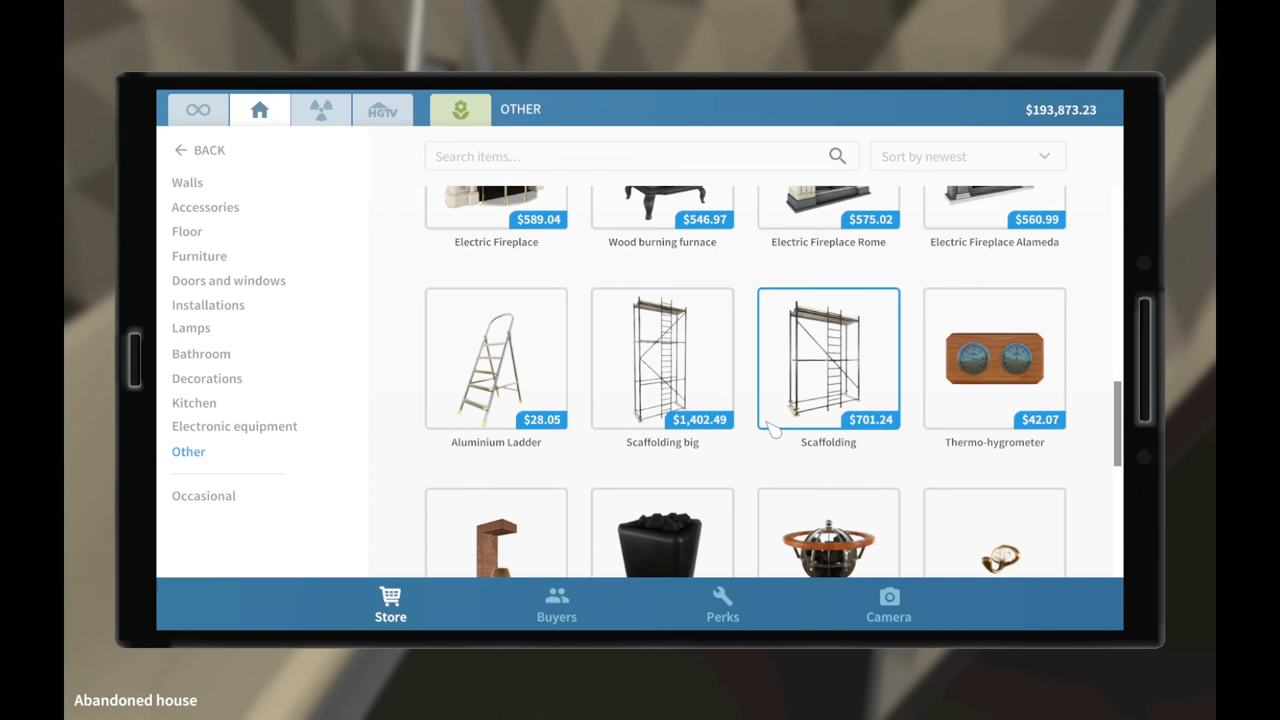 HGTV
OTHER
$193,873.23
BACK
Search items...
Sort by newest
Walls
Accessories
Floor
Furniture
Doors and windows
Installations
Lamps
Bathroom
Decorations
Kitchen
Electronic equipment
Other
Occasional
$589.04
$546.97
$575.02
$560.99
Electric Fireplace
Wood burning furnace
Electric Fireplace Rome
Electric Fireplace Alameda
$28.05
$1,402.49
$701.24
$42.07
Aluminium Ladder
Scaffolding big
Scaffolding
Thermo-hygrometer
Store
Buyers
Perks
Camera
Abandoned house